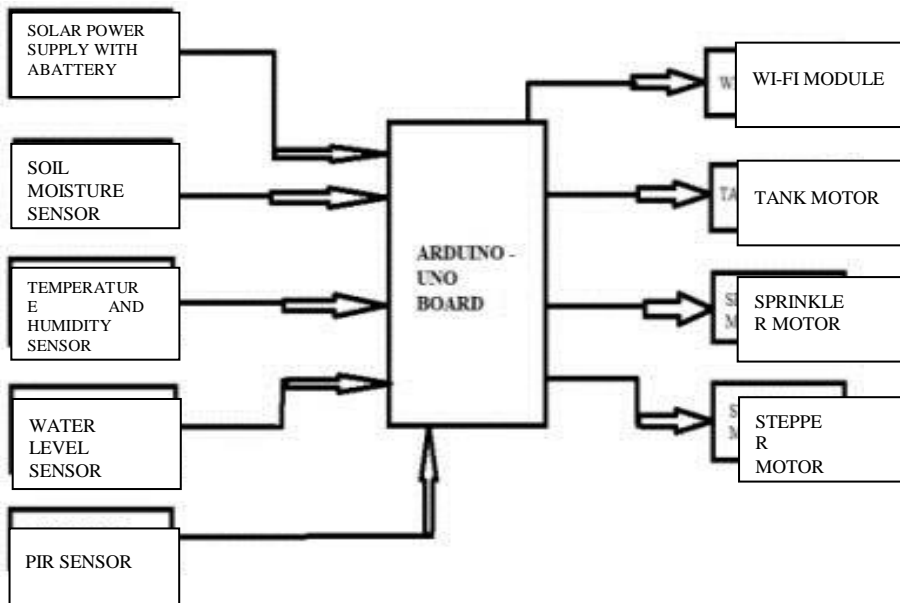 SOLAR POWER
SUPPLY WITH
ABATTERY
SOIL
MOISTURE
SENSOR
TEMPERATUR
E AND
HUMIDITY
SENSOR
WATER
LEVEL
SENSOR
PIR SENSOR
ARDUINO -
UNO
BOARD
WI-FI MODULE
TANK MOTOR
SPRINKLE
R MOTOR
STEPPE
R
MOTOR